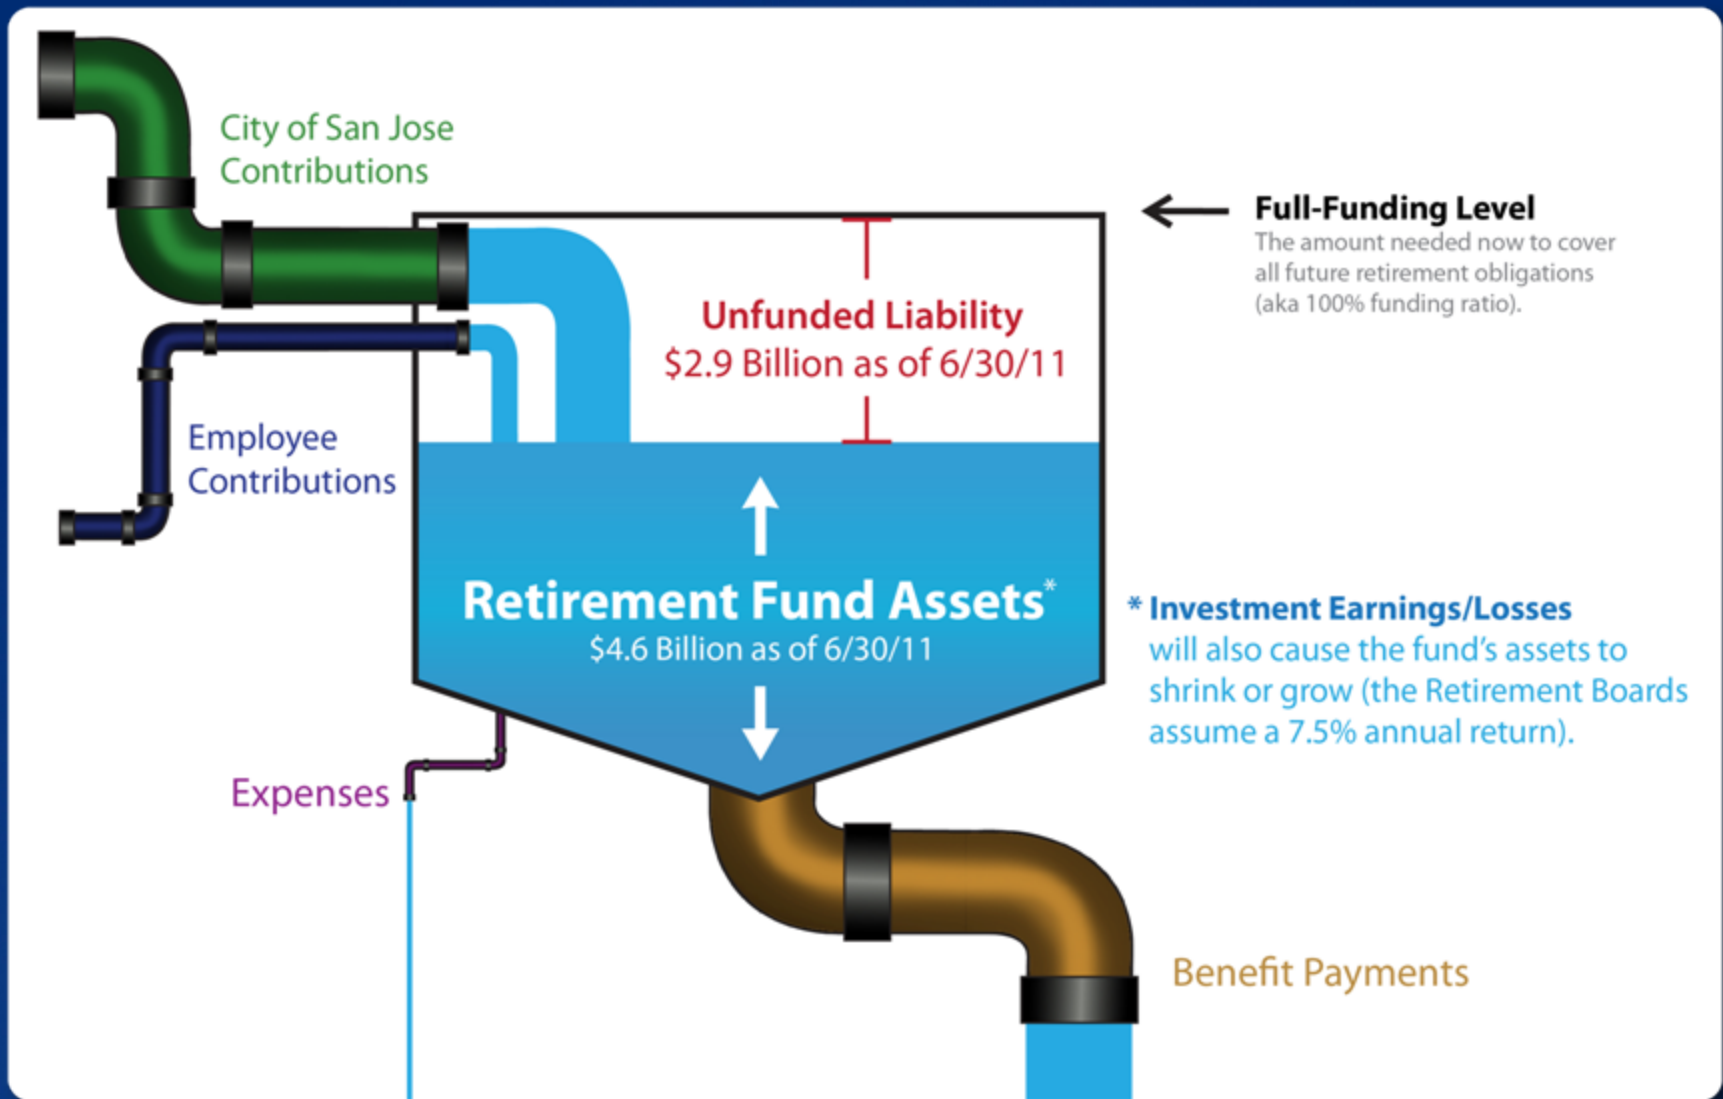 City of San Jose
Contributions
Full-Funding Level
The amount needed now to cover
all future retirement obligations
(aka 100% funding ratio).
Unfunded Liability
$2.9 Billion as of 6/30/11
Employee
Contributions
Retirement Fund Assets*
$4.6 Billion as of 6/30/11
* Investment Earnings/Losses
will also cause the fund's assets to
shrink or grow (the Retirement Boards
assume a 7.5% annual return).
Expenses
Benefit Payments